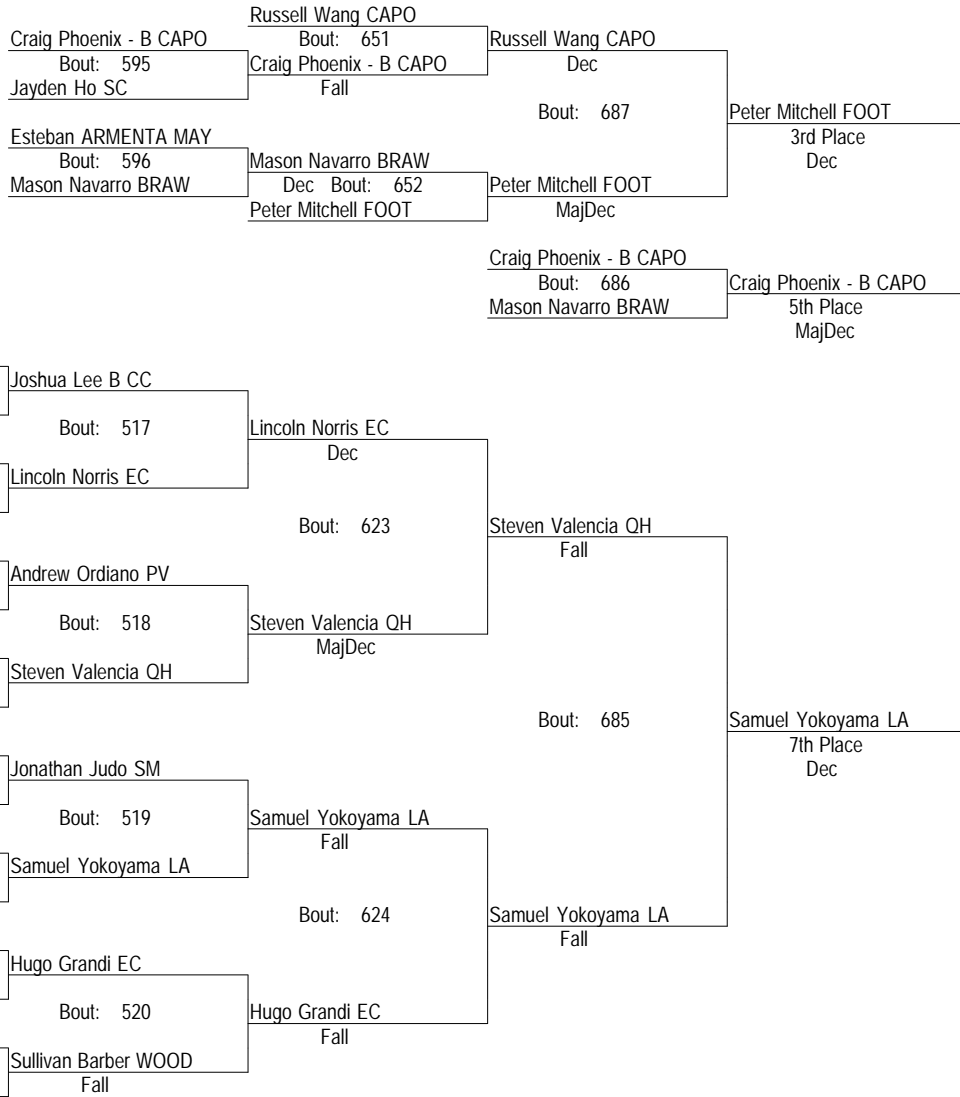 Russell Wang CAPO
Craig Phoenix - B CAPO
Bout: 651
Russell Wang CAPO
Bout: 595
Craig Phoenix - B CAPO
Dec
Jayden Ho SC
Fall
Bout: 687
Peter Mitchell FOOT
Esteban ARMENTA MAY
3rd Place
Bout: 596
Mason Navarro BRAW
Dec
Mason Navarro BRAW
Dec Bout: 652
Peter Mitchell FOOT
Peter Mitchell FOOT
MajDec
Craig Phoenix - B CAPO
Bout: 686
Craig Phoenix - B CAPO
Mason Navarro BRAW
5th Place
MajDec
Joshua Lee B CC
Bout: 517
Lincoln Norris EC
Dec
Lincoln Norris EC
Bout: 623
Steven Valencia QH
Fall
Andrew Ordiano PV
Bout: 518
Steven Valencia QH
MajDec
Steven Valencia QH
Bout: 685
Samuel Yokoyama LA
7th Place
Dec
Jonathan Judo SM
Bout: 519
Samuel Yokoyama LA
Fall
Samuel Yokoyama LA
Bout: 624
Samuel Yokoyama LA
Fall
Hugo Grandi EC
Bout: 520
Hugo Grandi EC
Fall
Sullivan Barber WOOD
Fall